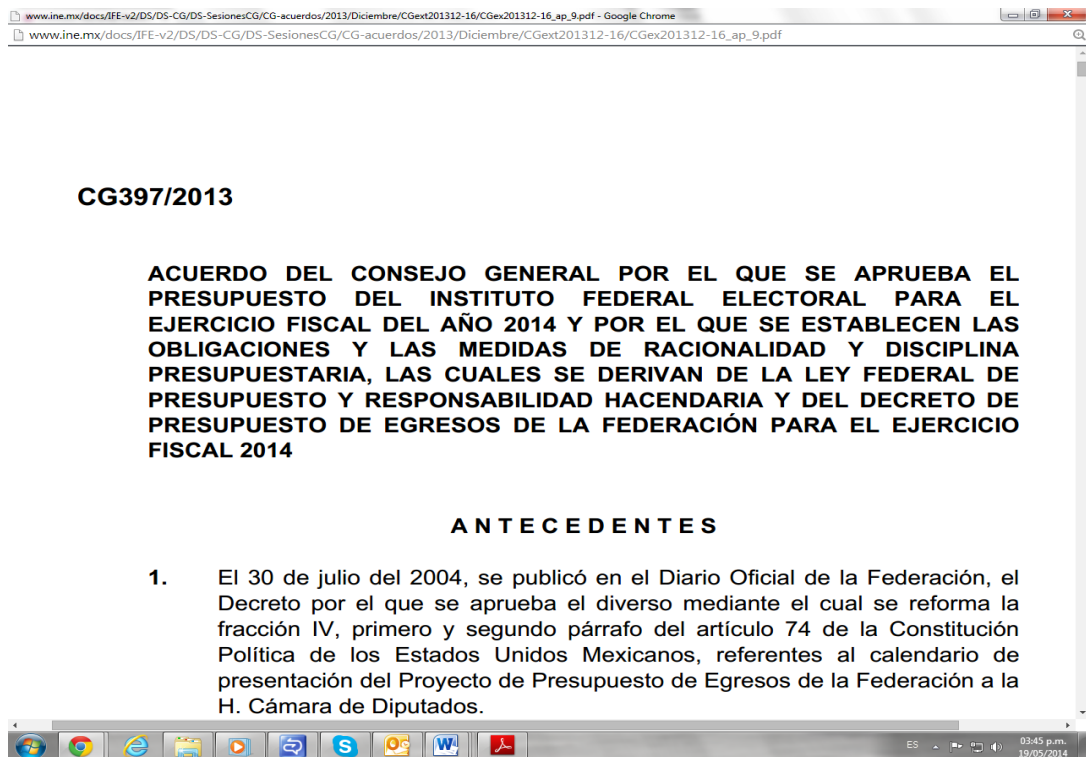 www.ine.mx/docs/IFE-v2/DS/DS-CG/DS-SesionesCG/CG-acuerdos/2013/Diciembre/CGext201312-16/CGex201312-16_ap_9.pdf - Google Chrome
www.ine.mx/docs/IFE-v2/DS/DS-CG/DS-SesionesCG/CG-acuerdos/2013/Diciembre/CGext201312-16/CGex201312-16_ap_9.pdf
CG397/2013
ACUERDO DEL CONSEJO GENERAL POR EL QUE SE APRUEBA EL
PRESUPUESTO DEL INSTITUTO FEDERAL ELECTORAL PARA EL
EJERCICIO FISCAL DEL AÑO 2014 Y POR EL QUE SE ESTABLECEN LAS
OBLIGACIONES Y LAS MEDIDAS DE RACIONALIDAD Y DISCIPLINA
PRESUPUESTARIA, LAS CUALES SE DERIVAN DE LA LEY FEDERAL DE
PRESUPUESTO Y RESPONSABILIDAD HACENDARIA Y DEL DECRETO DE
PRESUPUESTO DE EGRESOS DE LA FEDERACIÓN PARA EL EJERCICIO
FISCAL 2014
A N T E C E D E N T E S
1. El 30 de julio del 2004, se publicó en el Diario Oficial de la Federación, el
Decreto por el que se aprueba el diverso mediante el cual se reforma la
fracción IV, primero y segundo párrafo del artículo 74 de la Constitución
Política de los Estados Unidos Mexicanos, referentes al calendario de
presentación del Proyecto de Presupuesto de Egresos de la Federación a la
H. Cámara de Diputados.
ES 03:45 p.m.
19/05/2014